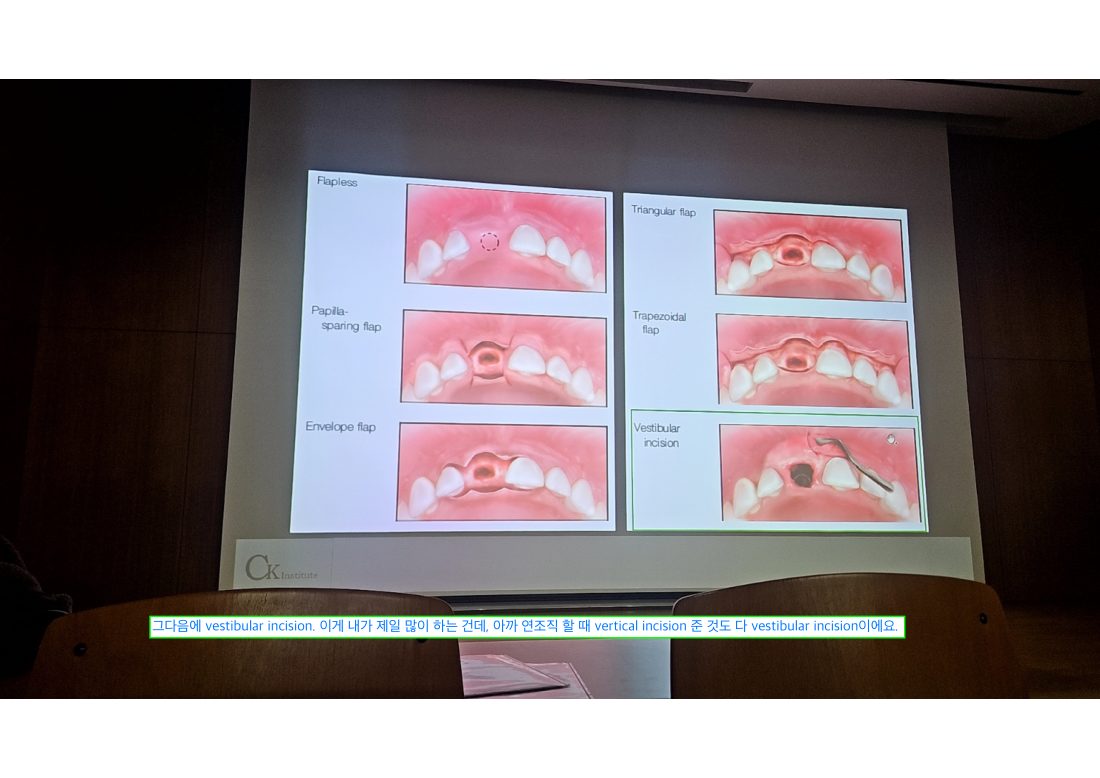 Flapless
Papilla-
sparing flap
Envelope flap
Triangular flap
Trapezoidal
flap
Vestibular
incision
CK Institute
그다음에 vestibular incision. 이게 내가 제일 많이 하는 건데, 아까 연조직 할 때 vertical incision 준 것도 다 vestibular incision이에요.